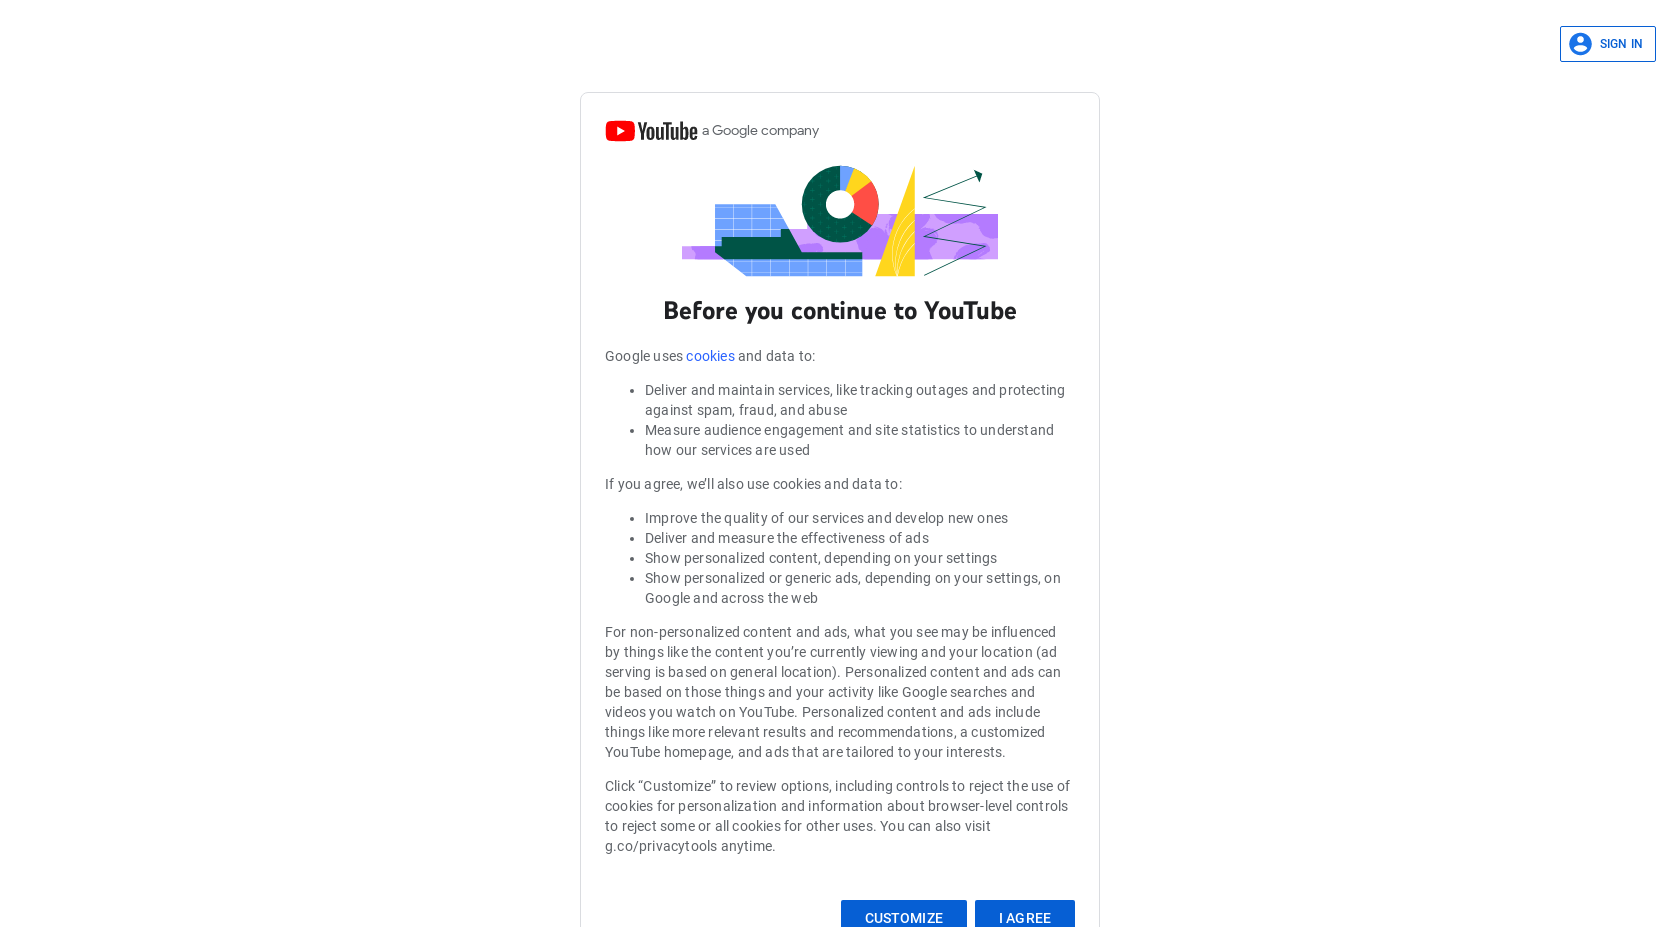 SIGN IN
YouTube a Google company
Before you continue to YouTube
Google uses cookies and data to:
• Deliver and maintain services, like tracking outages and protecting
against spam, fraud, and abuse
• Measure audience engagement and site statistics to understand
how our services are used
If you agree, we’ll also use cookies and data to:
• Improve the quality of our services and develop new ones
• Deliver and measure the effectiveness of ads
• Show personalized content, depending on your settings
• Show personalized or generic ads, depending on your settings, on
Google and across the web
For non-personalized content and ads, what you see may be influenced
by things like the content you’re currently viewing and your location (ad
serving is based on general location). Personalized content and ads can
be based on those things and your activity like Google searches and
videos you watch on YouTube. Personalized content and ads include
things like more relevant results and recommendations, a customized
YouTube homepage, and ads that are tailored to your interests.
Click “Customize” to review options, including controls to reject the use of
cookies for personalization and information about browser-level controls
to reject some or all cookies for other uses. You can also visit
g.co/privacytools anytime.
CUSTOMIZE I AGREE